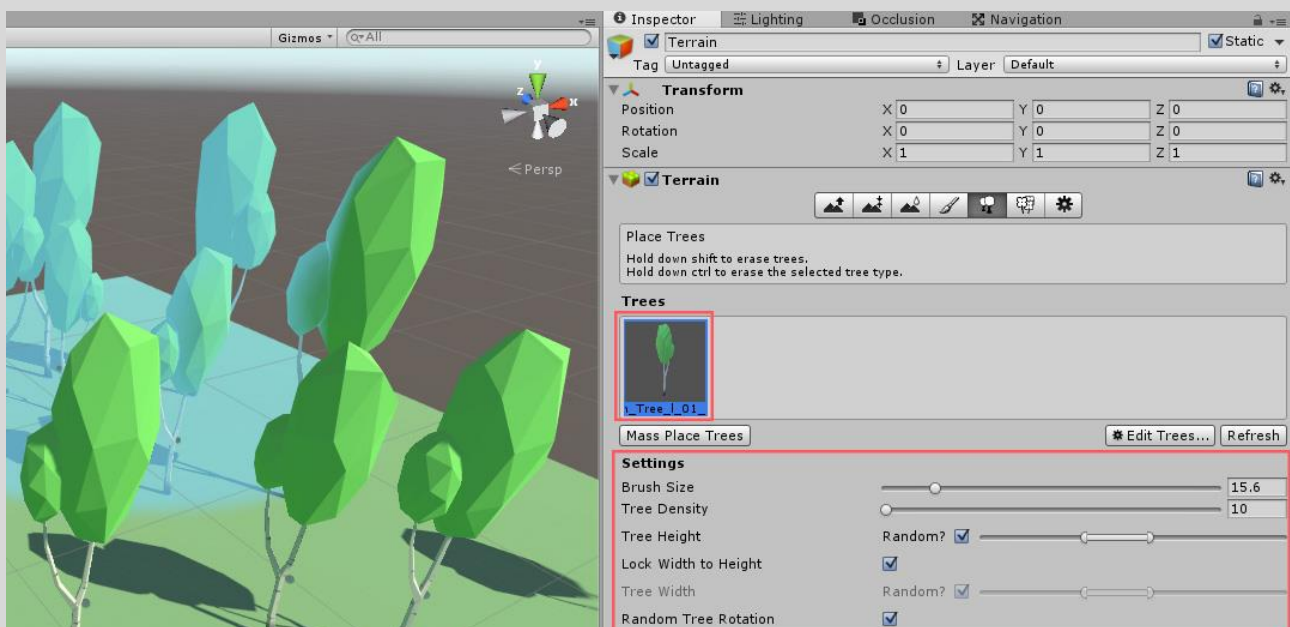 Inspector Lighting Occlusion Navigation
Gizmos All
Terrain Static
Tag Untagged Layer Default
Transform
Position X 0 Y 0 Z 0
Rotation X 0 Y 0 Z 0
Scale X 1 Y 1 Z 1
y
z x
Persp
Terrain
Place Trees
Hold down shift to erase trees.
Hold down ctrl to erase the selected tree type.
Trees
_Tree_l_01_
Mass Place Trees Edit Trees... Refresh
Settings
Brush Size 15.6
Tree Density 10
Tree Height Random?
Lock Width to Height
Tree Width Random?
Random Tree Rotation